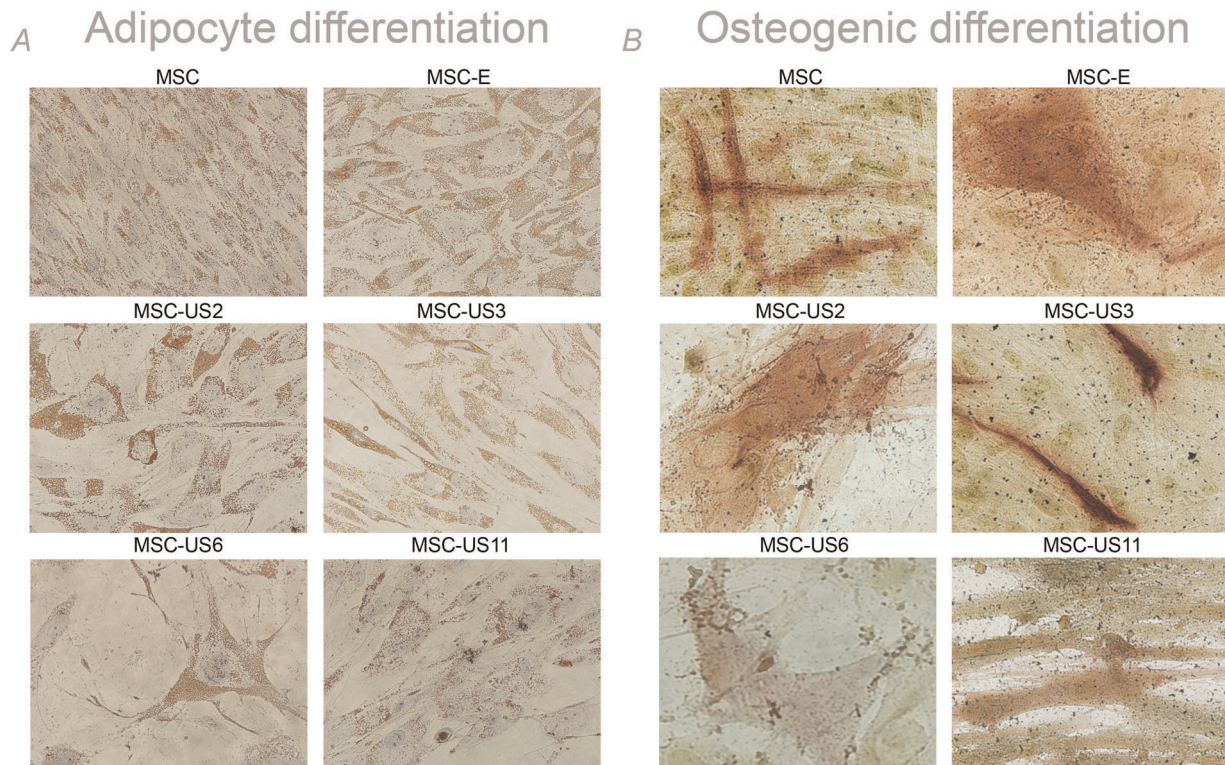 A Adipocyte differentiation
MSC MSC-E
MSC-US2 MSC-US3
MSC-US6 MSC-US11
B Osteogenic differentiation
MSC MSC-E
MSC-US2 MSC-US3
MSC-US6 MSC-US11